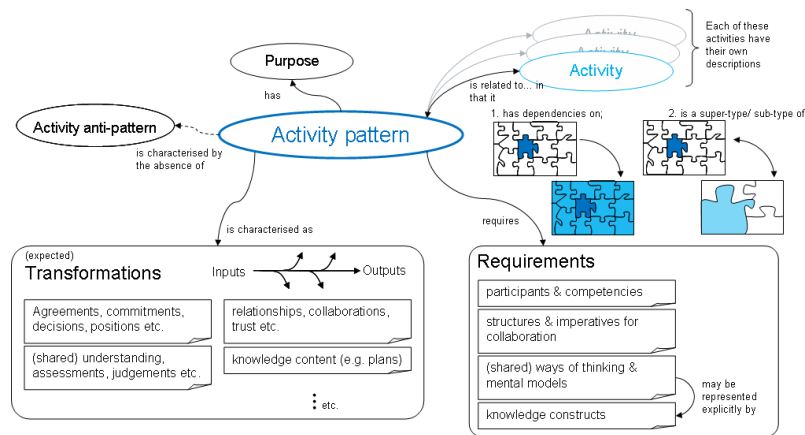 Each of these
activities have
their own
descriptions
Activity
Activity
Activity
Purpose
has
is related to... in
that it
Activity anti-pattern
Activity pattern
is characterised by
the absence of
1. has dependencies on;
2. is a super-type/ sub-type of
requires
is characterised as
(expected)
Transformations
Inputs
Outputs
Agreements, commitments,
decisions, positions etc.
relationships, collaborations,
trust etc.
(shared) understanding,
assessments, judgements etc.
knowledge content (e.g. plans)
etc.
Requirements
participants & competencies
structures & imperatives for
collaboration
(shared) ways of thinking &
mental models
knowledge constructs
may be
represented
explicitly by